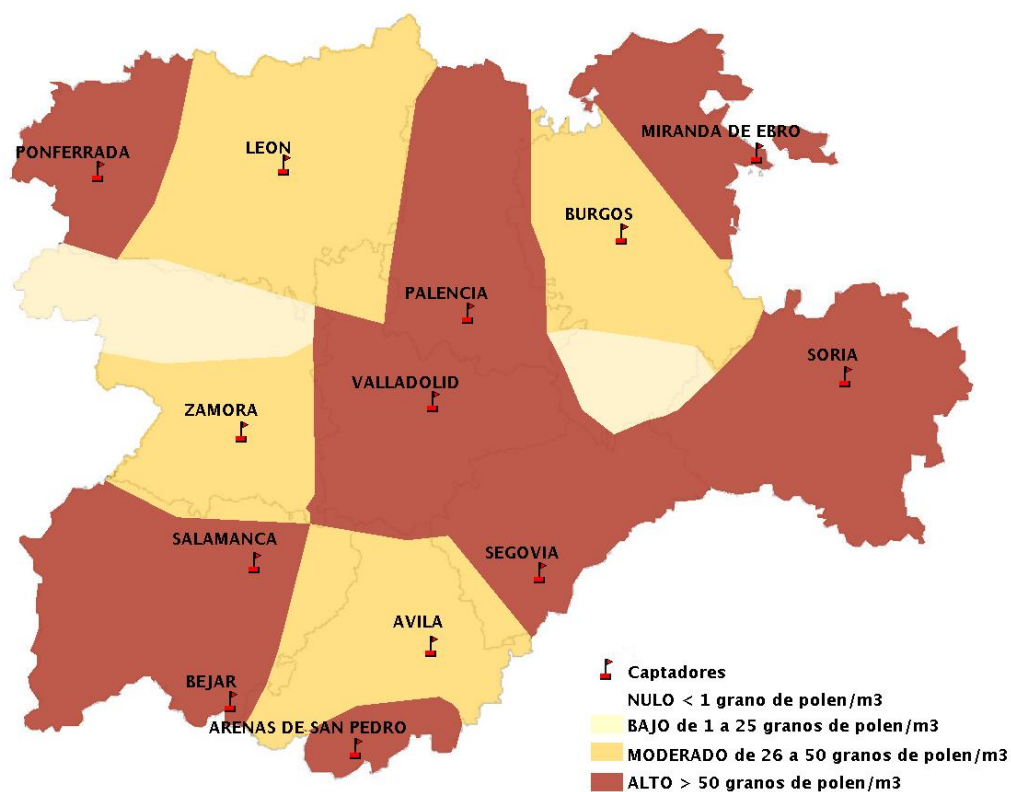 MIRANDA DE EBRO
PONFERRADA
LEON
BURGOS
PALENCIA
SORIA
VALLADOLID
ZAMORA
SALAMANCA
SEGOVIA
AVILA
BEJAR
ARENAS DE SAN PEDRO
Captadores
NULO < 1 grano de polen/m3
BAJO de 1 a 25 granos de polen/m3
MODERADO de 26 a 50 granos de polen/m3
ALTO > 50 granos de polen/m3